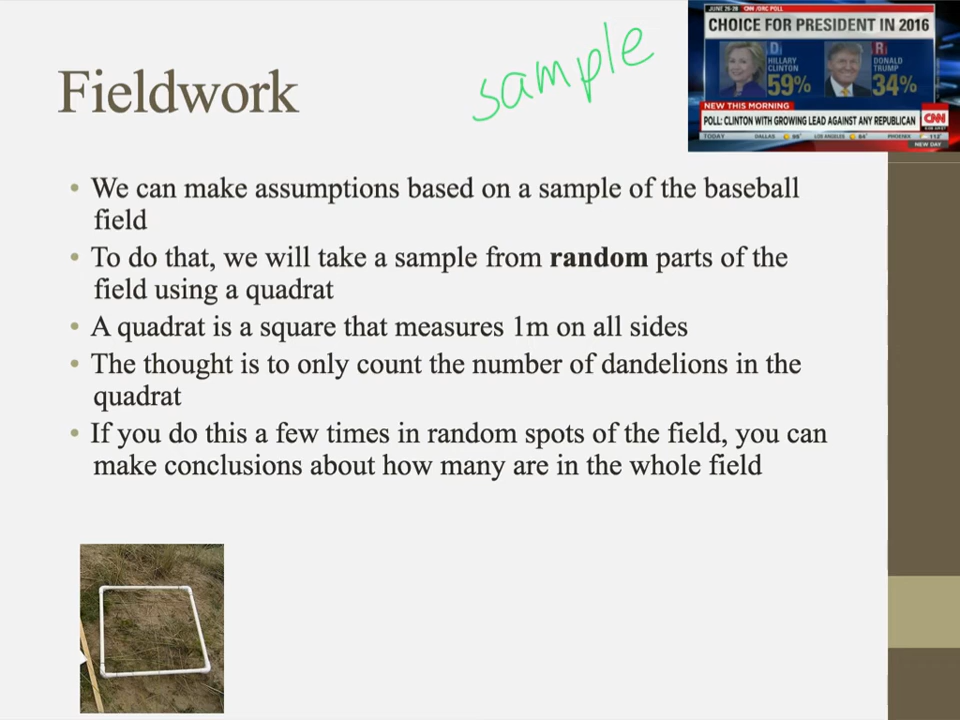 Fieldwork
sample
JUNE 26-28 CNN/ORC POLL
CHOICE FOR PRESIDENT IN 2016
D
HILLARY
CLINTON
59%
R
DONALD
TRUMP
34%
NEW THIS MORNING
POLL: CLINTON WITH GROWING LEAD AGAINST ANY REPUBLICAN
CNN
TODAY DALLAS 96° LOS ANGELES 84° PHOENIX 112°
NEW DAY
• We can make assumptions based on a sample of the baseball
field
• To do that, we will take a sample from random parts of the
field using a quadrat
• A quadrat is a square that measures 1m on all sides
• The thought is to only count the number of dandelions in the
quadrat
• If you do this a few times in random spots of the field, you can
make conclusions about how many are in the whole field